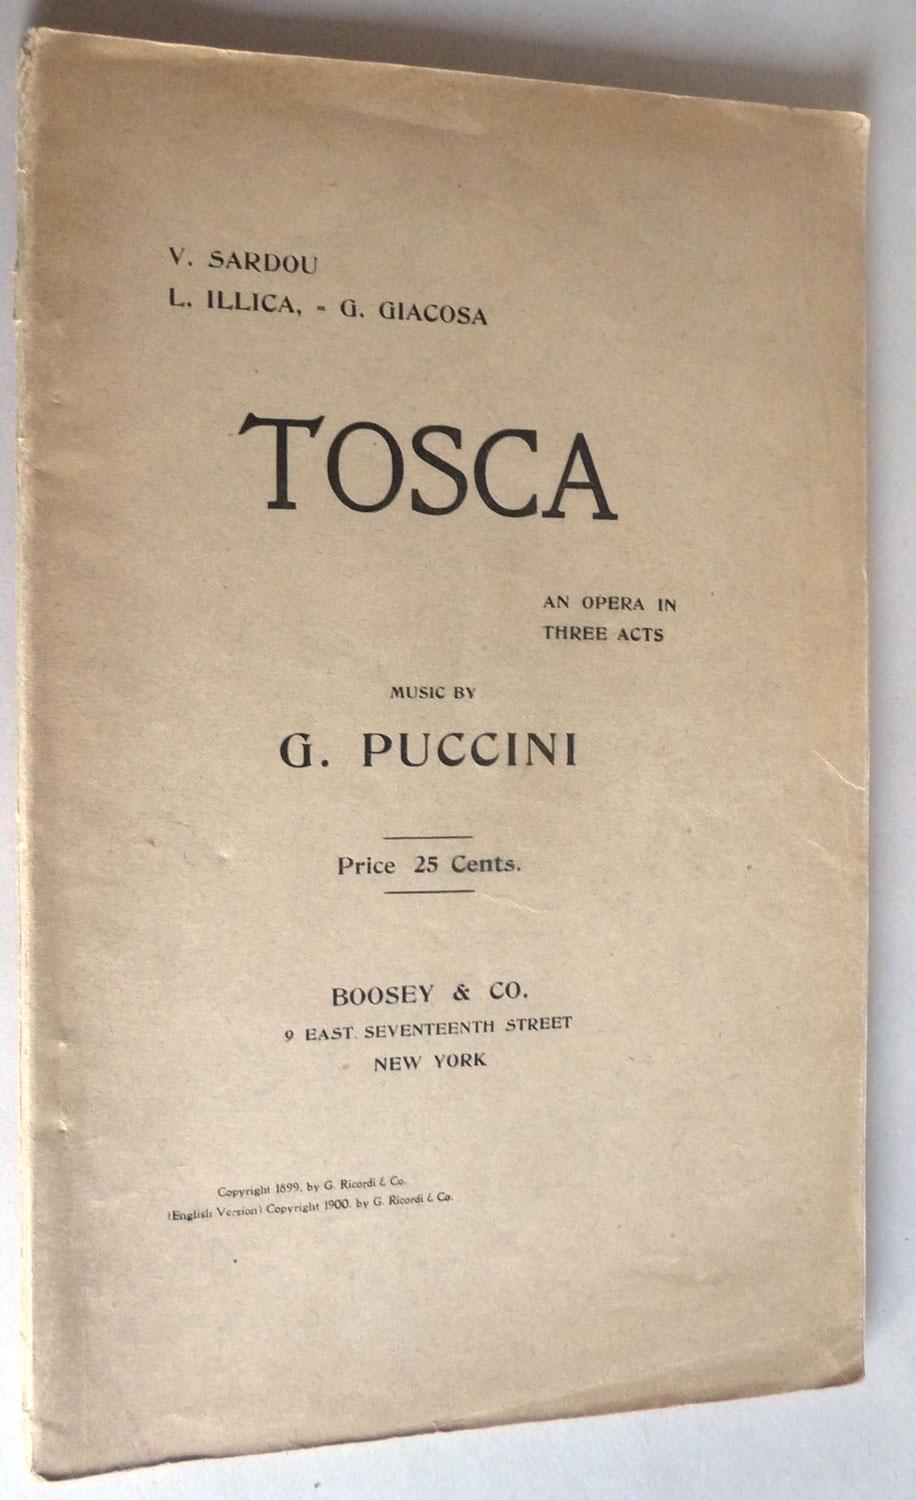 V. SARDOU
L. ILLICA, - G. GIACOSA
TOSCA
AN OPERA IN
THREE ACTS
MUSIC BY
G. PUCCINI
Price 25 Cents.
BOOSEY & CO.
9 EAST SEVENTEENTH STREET
NEW YORK
Copyright 1899, by G. Ricordi & Co.
(English Version) Copyright 1900, by G. Ricordi & Co.